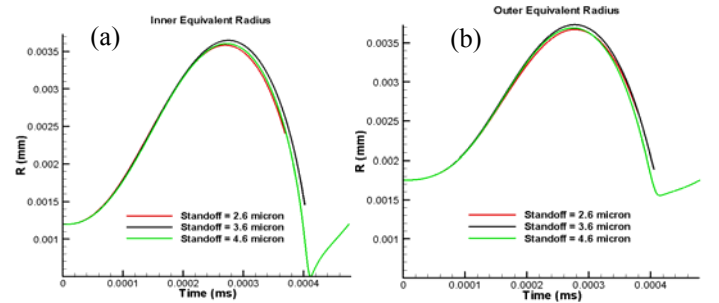 Inner Equivalent Radius
(a)
R (mm)
0.0035
0.003
0.0025
0.002
0.0015
0.001
Standoff = 2.6 micron
Standoff = 3.6 micron
Standoff = 4.6 micron
0
0.0001
0.0002
0.0003
0.0004
Time (ms)
Outer Equivalent Radius
(b)
R (mm)
0.0035
0.003
0.0025
0.002
0.0015
0.001
Standoff = 2.6 micron
Standoff = 3.6 micron
Standoff = 4.6 micron
0
0.0001
0.0002
0.0003
0.0004
Time (ms)